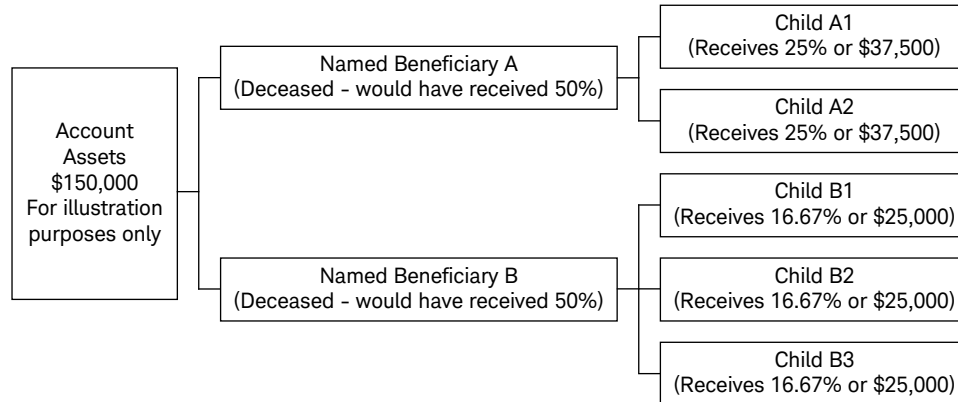 Account
Assets
$150,000
For illustration
purposes only
Named Beneficiary A
(Deceased - would have received 50%)
Child A1
(Receives 25% or $37,500)
Child A2
(Receives 25% or $37,500)
Named Beneficiary B
(Deceased - would have received 50%)
Child B1
(Receives 16.67% or $25,000)
Child B2
(Receives 16.67% or $25,000)
Child B3
(Receives 16.67% or $25,000)